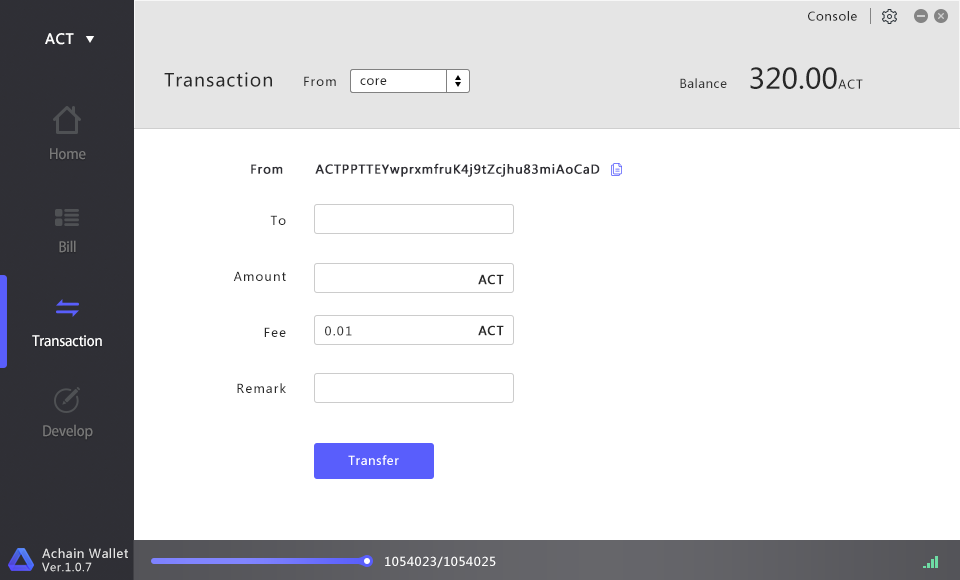 ACT
Home
Bill
Transaction
Develop
Achain Wallet
Ver.1.0.7
Console
Transaction From core Balance 320.00ACT
From ACTPPTTEYwprxmfruK4j9tZcjhu83miAoCaD
To
Amount ACT
Fee 0.01 ACT
Remark
Transfer
1054023/1054025